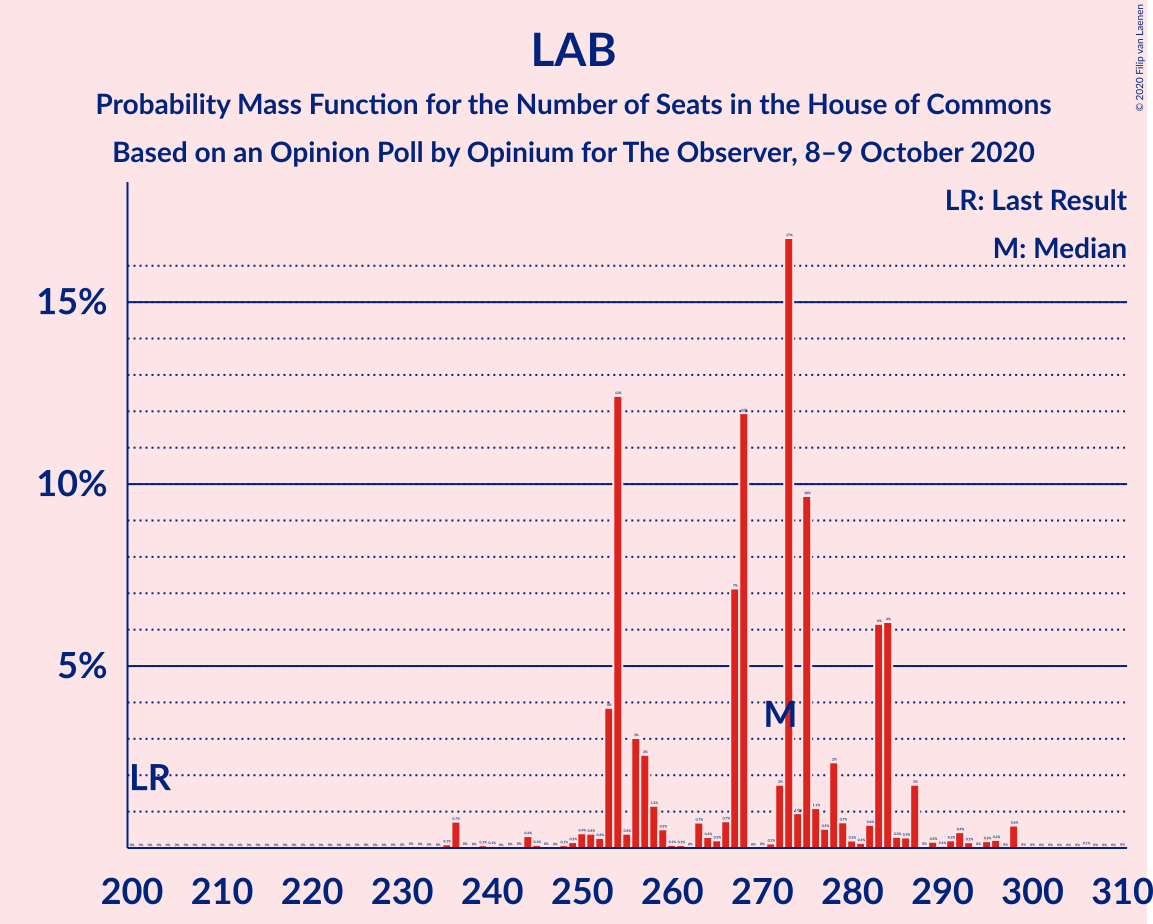 LAB
Probability Mass Function for the Number of Seats in the House of Commons
Based on an Opinion Poll by Opinium for The Observer, 8–9 October 2020
© 2020 Filip van Laenen
LR: Last Result
M: Median
15%
10%
5%
M
LR
200 210 220 230 240 250 260 270 280 290 300 310